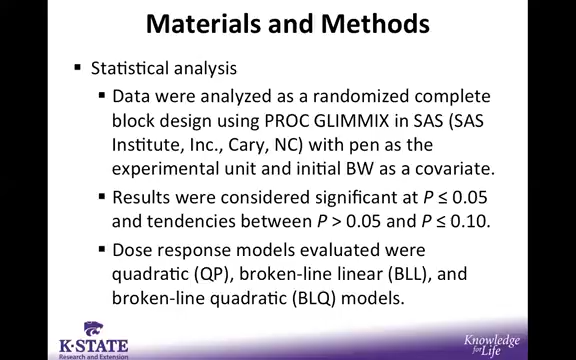 Materials and Methods
▪ Statistical analysis
▪ Data were analyzed as a randomized complete
block design using PROC GLIMMIX in SAS (SAS
Institute, Inc., Cary, NC) with pen as the
experimental unit and initial BW as a covariate.
▪ Results were considered significant at P ≤ 0.05
and tendencies between P > 0.05 and P ≤ 0.10.
▪ Dose response models evaluated were
quadratic (QP), broken-line linear (BLL), and
broken-line quadratic (BLQ) models.
K-STATE
Research and Extension
Knowledge
for Life